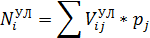 N_i^{УЛ} = ∑ V_{ij}^{УЛ} * p_j